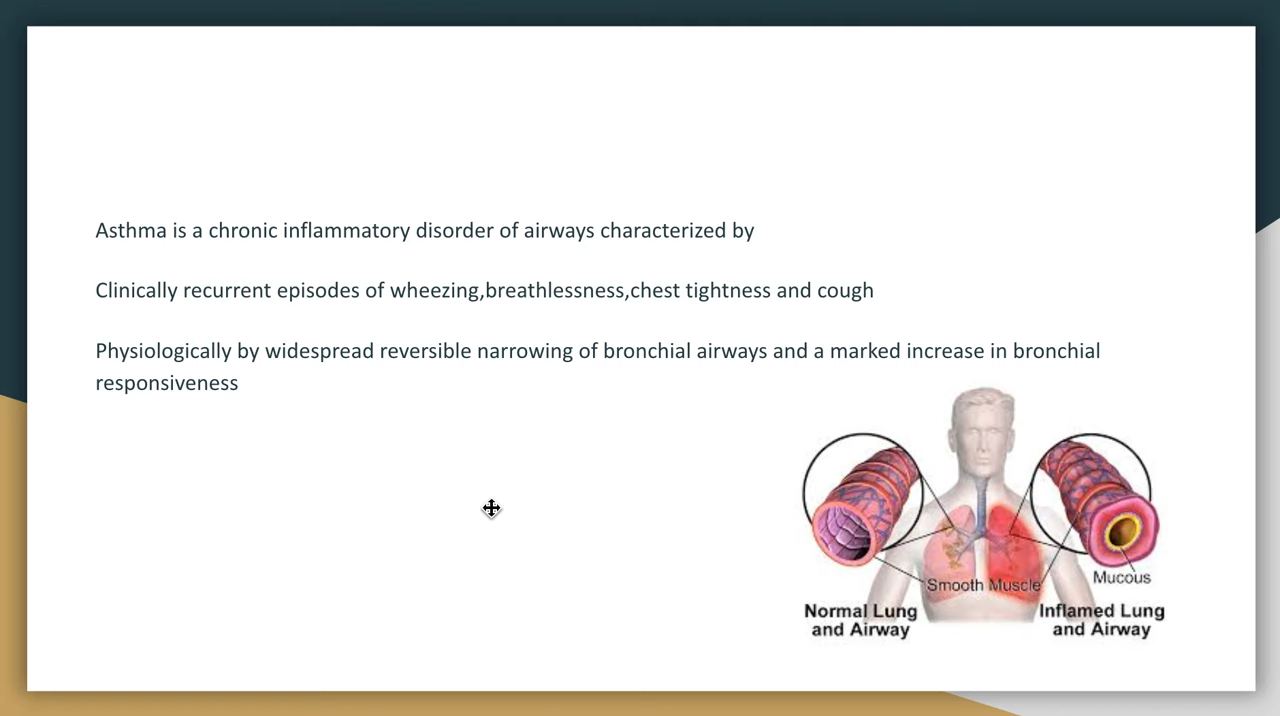 Asthma is a chronic inflammatory disorder of airways characterized by
Clinically recurrent episodes of wheezing,breathlessness,chest tightness and cough
Physiologically by widespread reversible narrowing of bronchial airways and a marked increase in bronchial
responsiveness
Smooth Muscle
Mucous
Normal Lung
and Airway
Inflamed Lung
and Airway